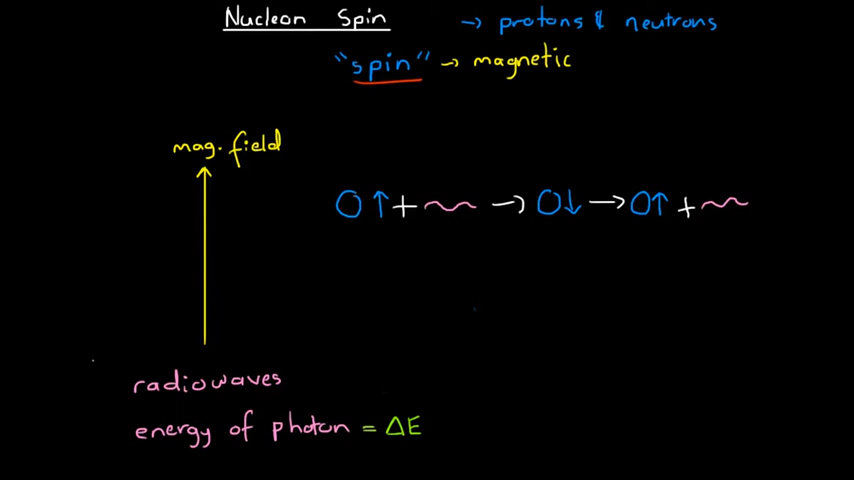 Nucleon Spin → protons & neutrons
"spin" → magnetic
mag. field
O ↑ + → O ↓ → O ↑ +
radiowaves
energy of photon = ΔE